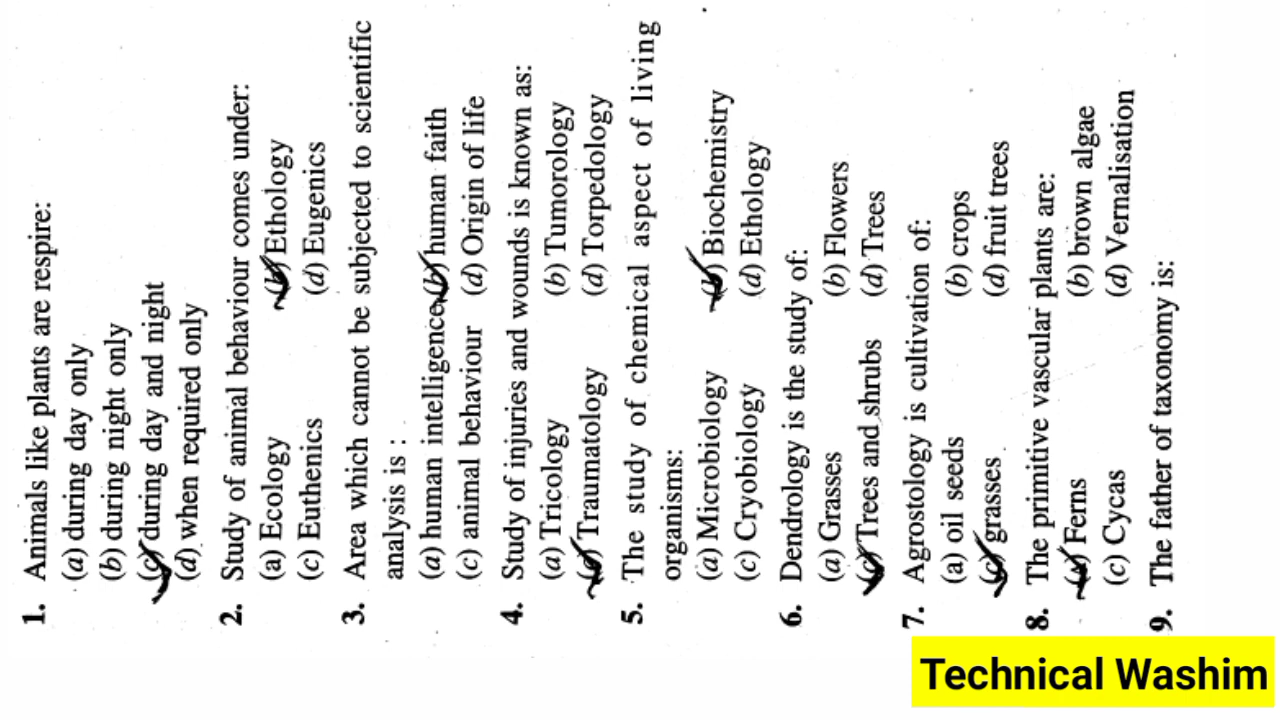 1. Animals like plants are respire:
(a) during day only
(b) during night only
(c) during day and night
(d) when required only
2. Study of animal behaviour comes under:
(a) Ecology (b) Ethology
(c) Euthenics (d) Eugenics
3. Area which cannot be subjected to scientific
analysis is :
(a) human intelligence (b) human faith
(c) animal behaviour (d) Origin of life
4. Study of injuries and wounds is known as:
(a) Tricology (b) Tumorology
(c) Traumatology (d) Torpedology
5. The study of chemical aspect of living
organisms:
(a) Microbiology (b) Biochemistry
(c) Cryobiology (d) Ethology
6. Dendrology is the study of:
(a) Grasses (b) Flowers
(c) Trees and shrubs (d) Trees
7. Agrostology is cultivation of:
(a) oil seeds (b) crops
(c) grasses (d) fruit trees
8. The primitive vascular plants are:
(a) Ferns (b) brown algae
(c) Cycas (d) Vernalisation
9. The father of taxonomy is:
Technical Washim